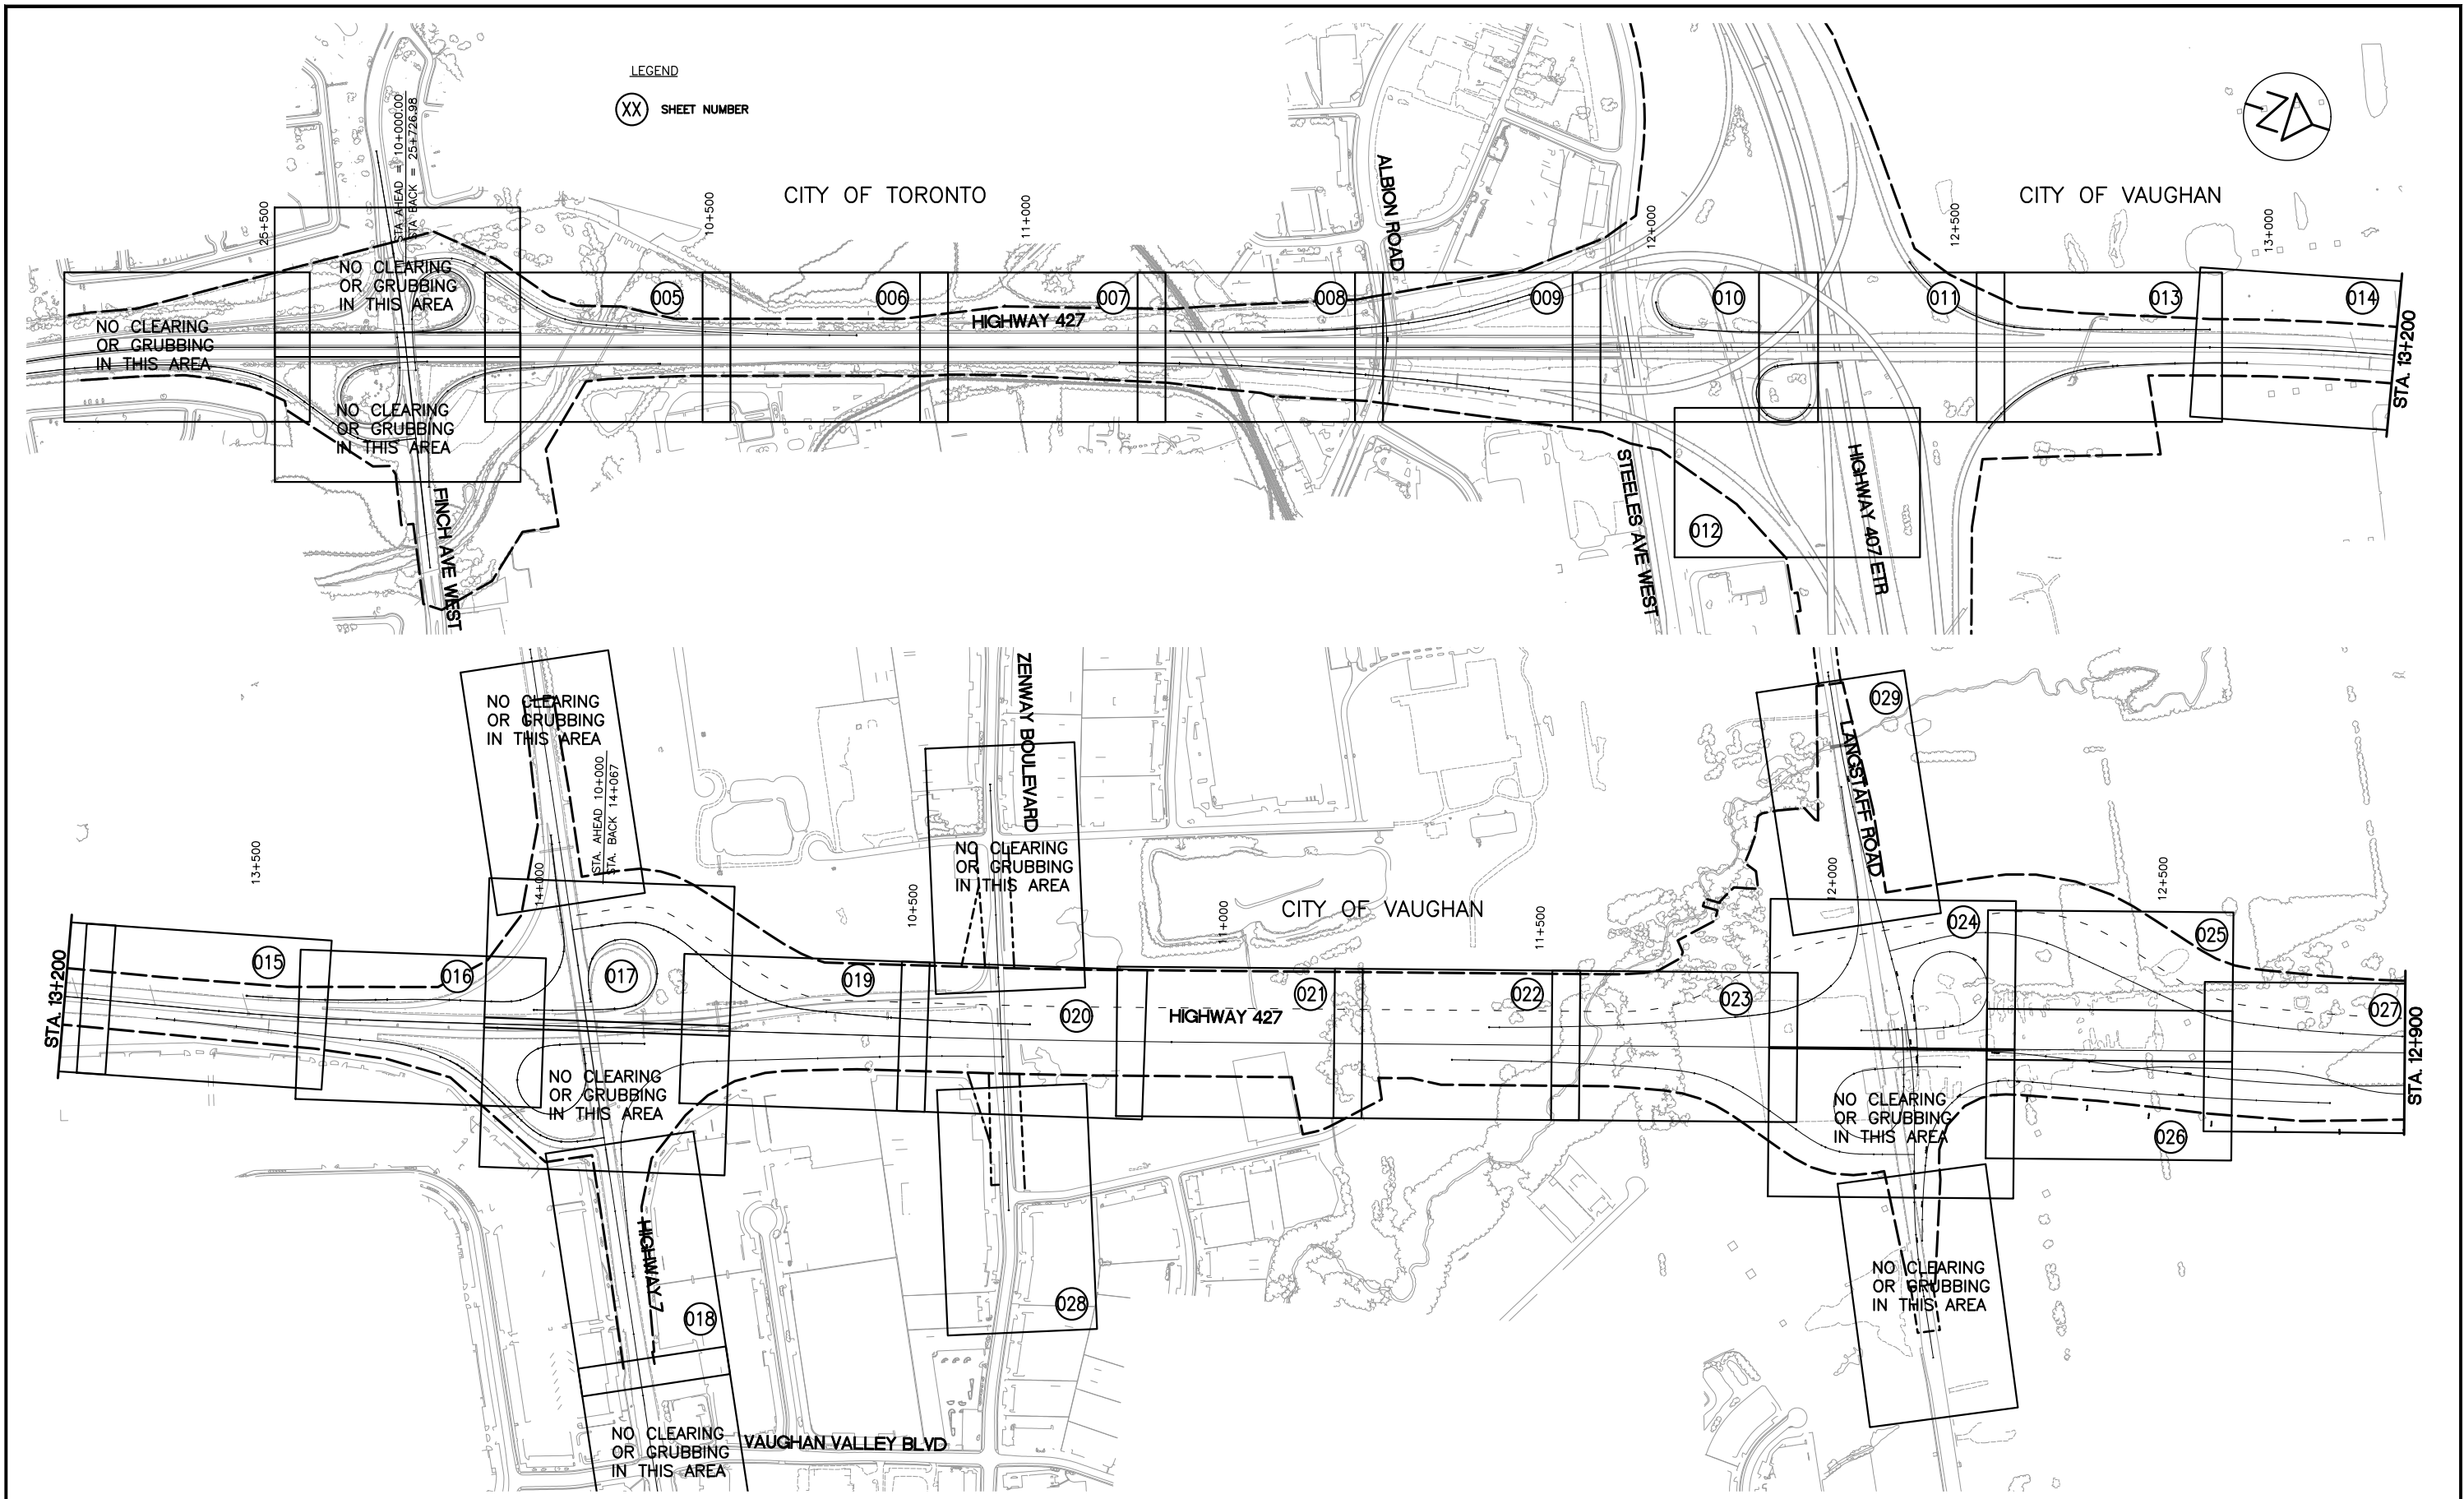 LEGEND
XX SHEET NUMBER
CITY OF TORONTO
CITY OF VAUGHAN
STA. AHEAD = 10+000.00
STA BACK = 25+726.98
25+500
10+500
11+000
ALBION ROAD
12+000
12+500
13+000
NO CLEARING
OR GRUBBING
IN THIS AREA
NO CLEARING
OR GRUBBING
IN THIS AREA
005
006
007
008
009
010
011
013
014
HIGHWAY 427
STA. 13+200
NO CLEARING
OR GRUBBING
IN THIS AREA
FINCH AVE WEST
STEELES AVE WEST
HIGHWAY 407 ETR
012
NO CLEARING
OR GRUBBING
IN THIS AREA
STA. AHEAD 10+000
STA. BACK 14+067
ZENWAY BOULEVARD
029
LANGSTAFF ROAD
13+500
14+000
NO CLEARING
OR GRUBBING
IN THIS AREA
10+500
11+000
CITY OF VAUGHAN
11+500
12+000
12+500
STA. 13+200
015
016
017
019
020
HIGHWAY 427
021
022
023
024
025
027
STA. 12+900
NO CLEARING
OR GRUBBING
IN THIS AREA
NO CLEARING
OR GRUBBING
IN THIS AREA
026
HIGHWAY 7
018
028
NO CLEARING
OR GRUBBING
IN THIS AREA
NO CLEARING
OR GRUBBING
IN THIS AREA
VAUGHAN VALLEY BLVD